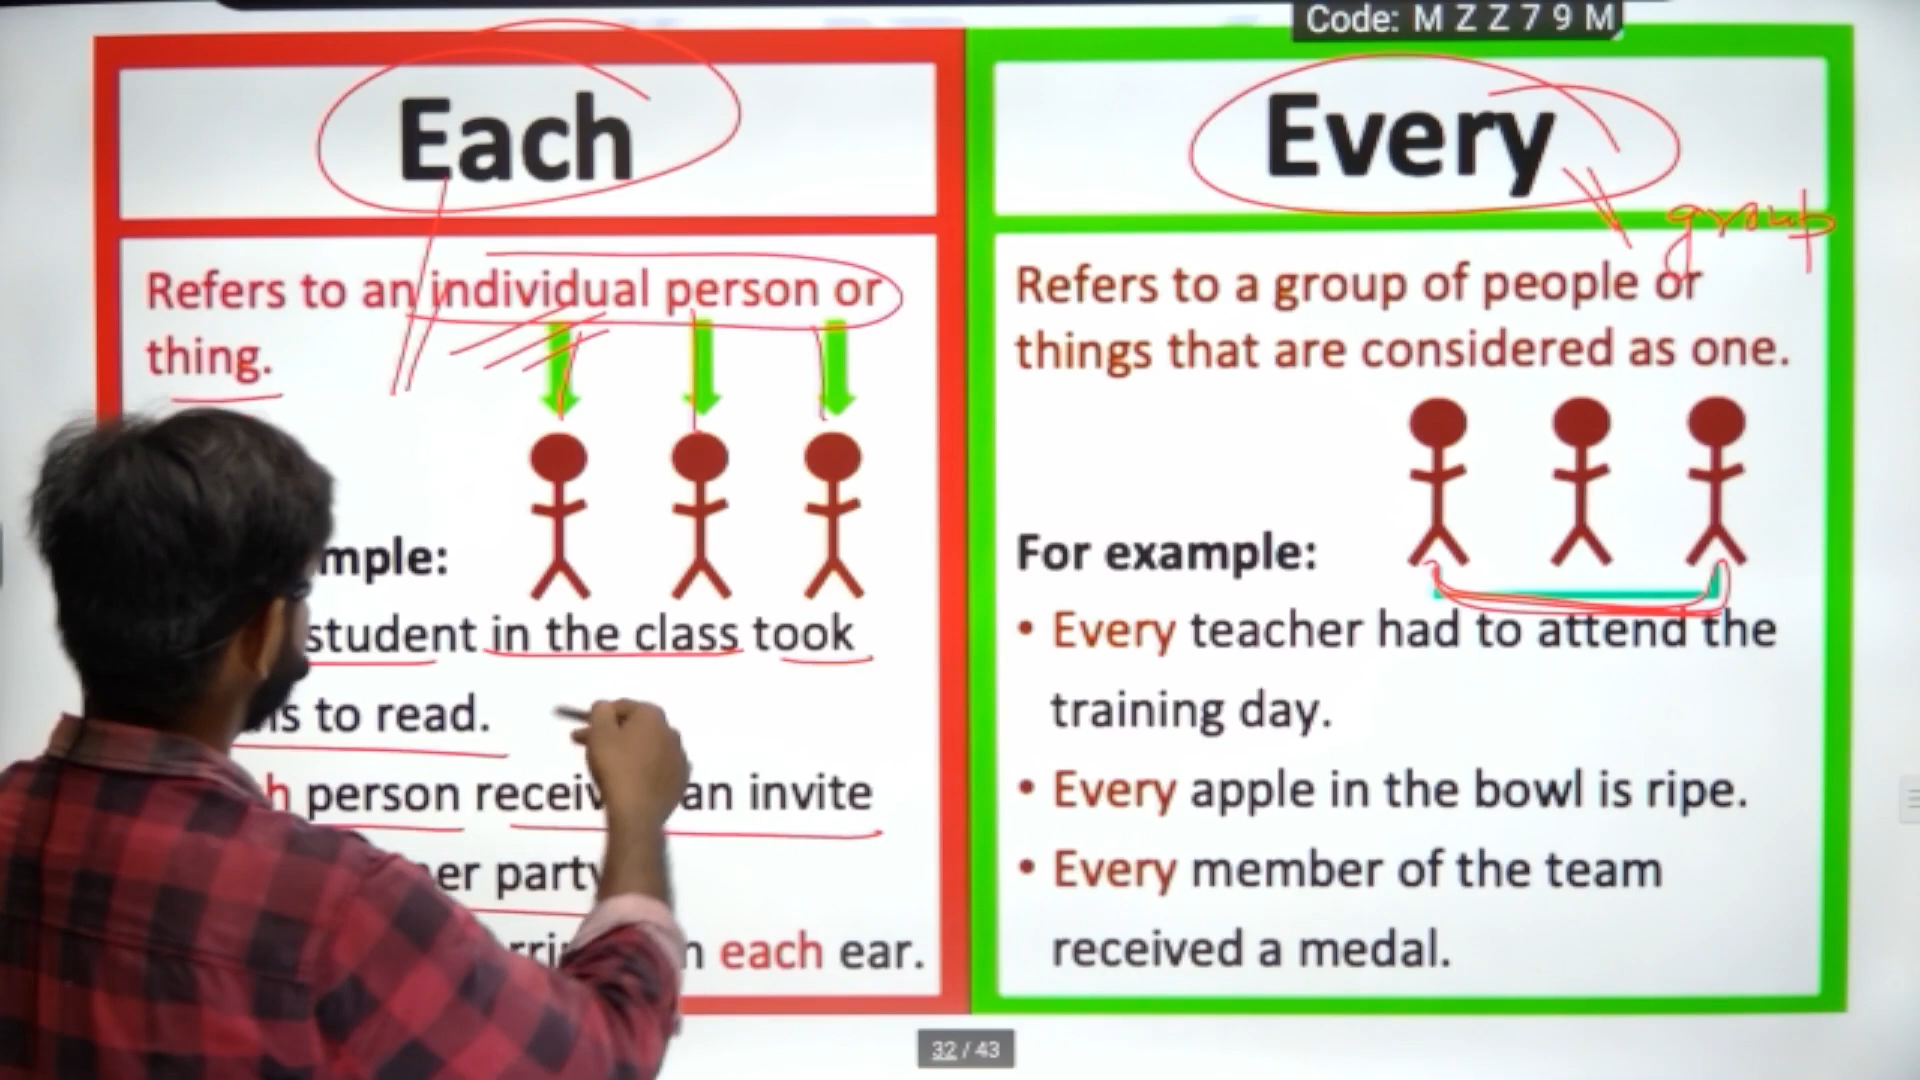 Code: M Z Z 7 9 M
Each
Refers to an individual person or
thing.
mple:
student in the class took
to read.
person receiv an invite
er party
each ear.
Every
group
Refers to a group of people or
things that are considered as one.
For example:
• Every teacher had to attend the
training day.
• Every apple in the bowl is ripe.
• Every member of the team
received a medal.
32 / 43